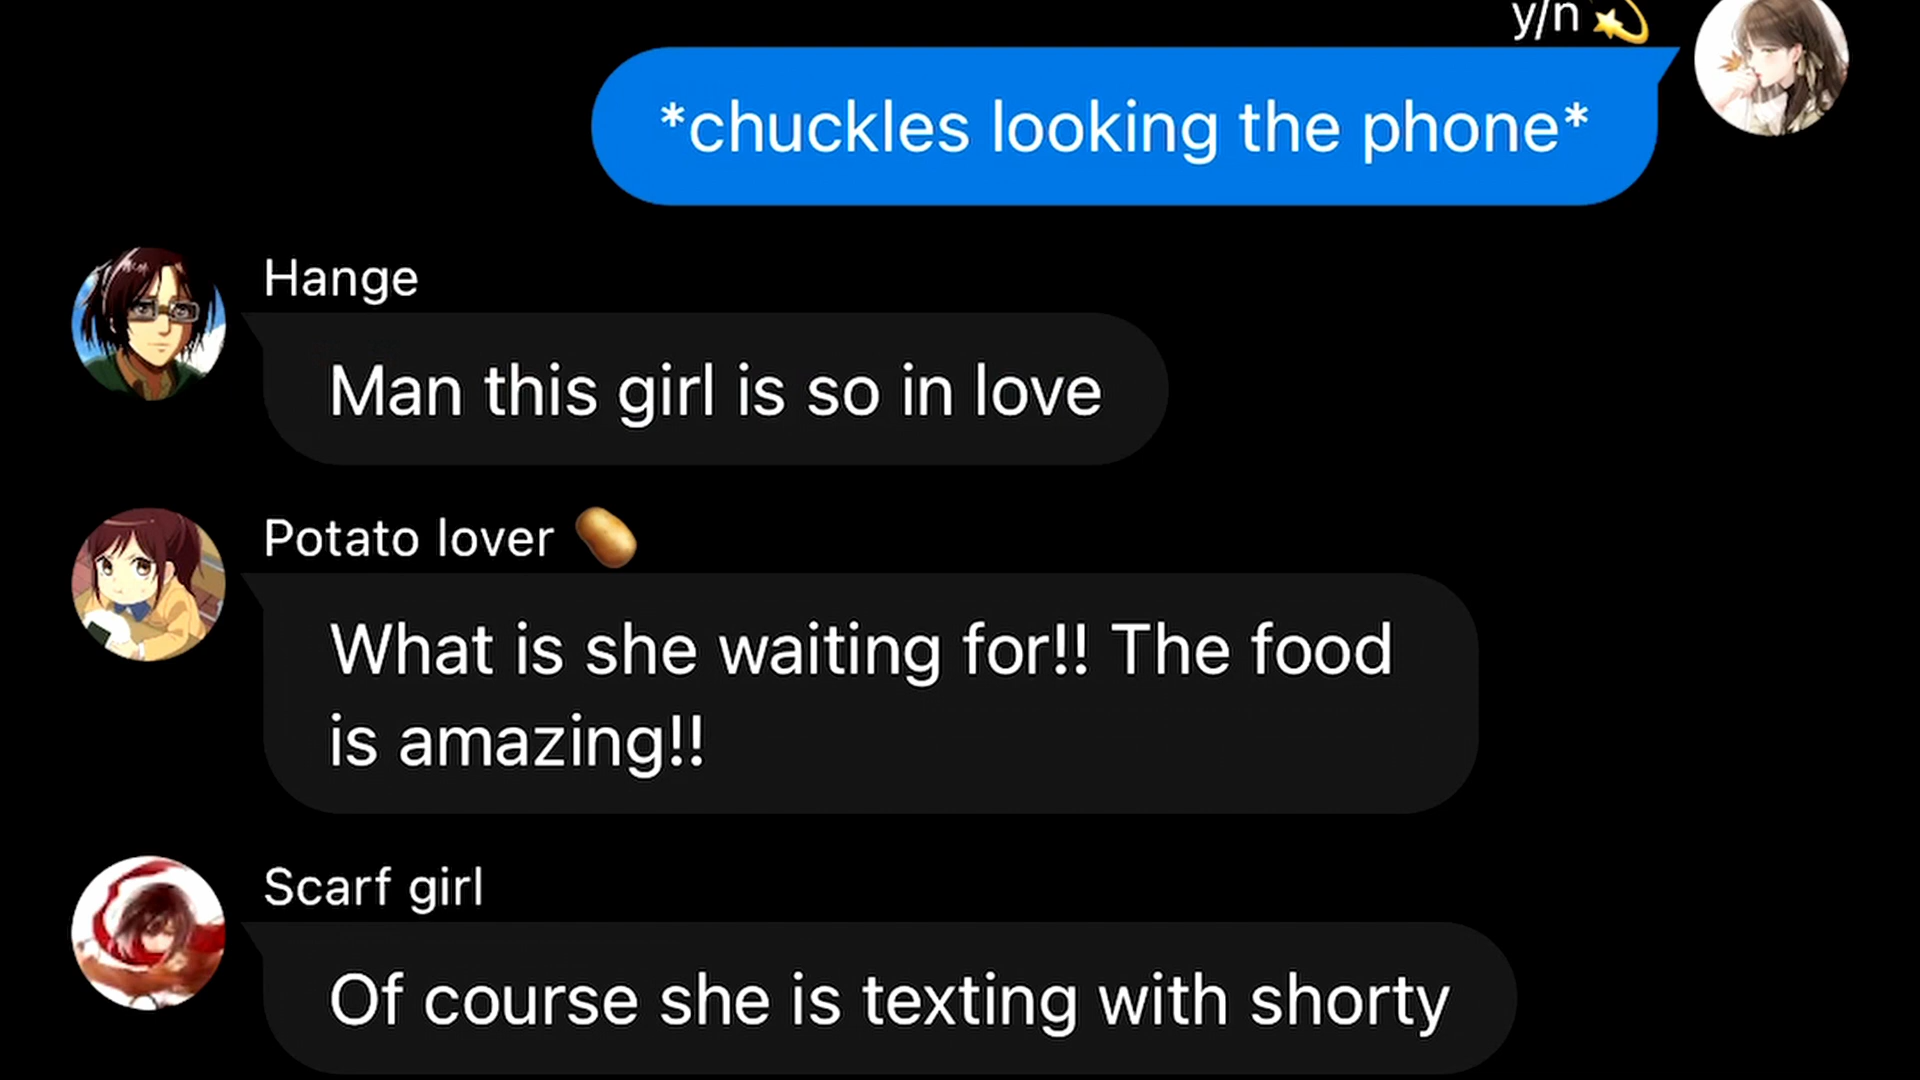 y/n 💫
*chuckles looking the phone*
Hange
Man this girl is so in love
Potato lover 🥔
What is she waiting for!! The food
is amazing!!
Scarf girl
Of course she is texting with shorty